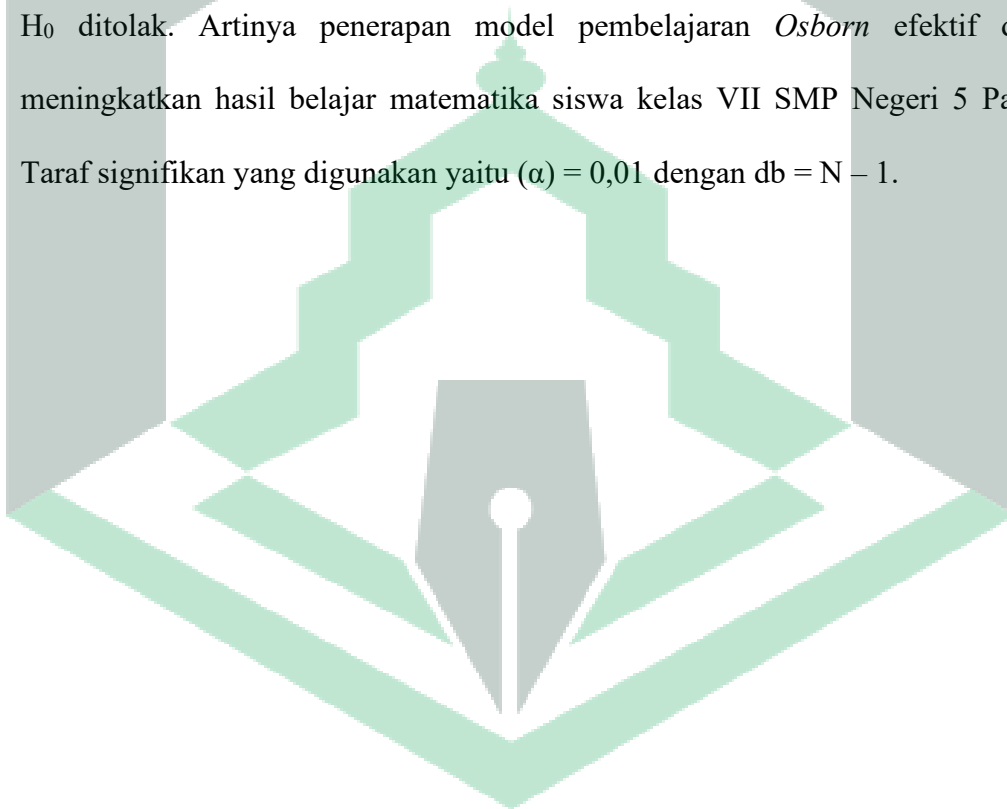 H₀ ditolak. Artinya penerapan model pembelajaran Osborn efektif
meningkatkan hasil belajar matematika siswa kelas VII SMP Negeri 5
Taraf signifikan yang digunakan yaitu (α) = 0,01 dengan db = N – 1.